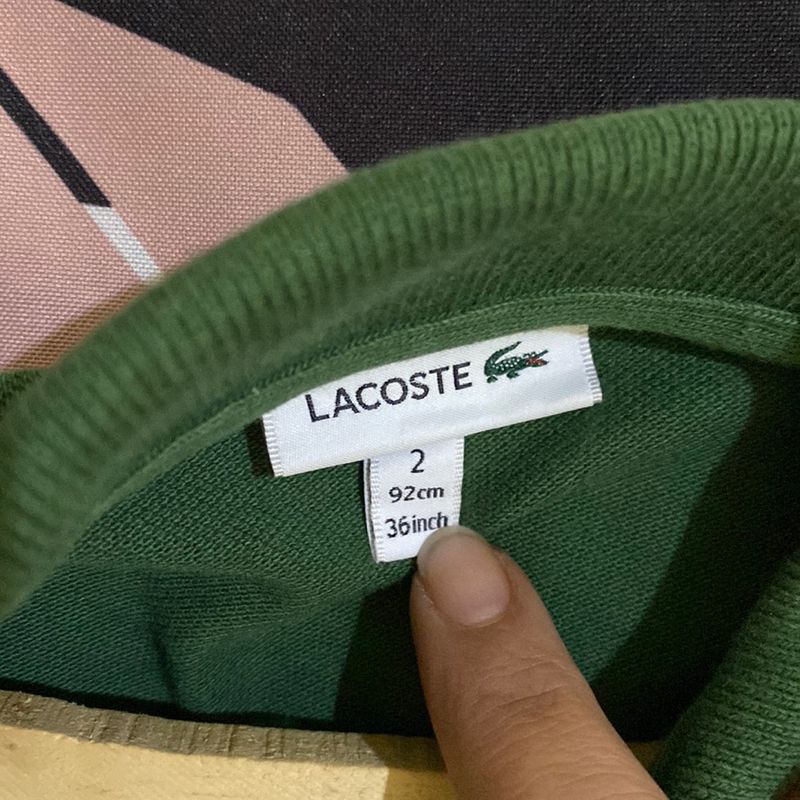 LACOSTE
2
92cm
36inch